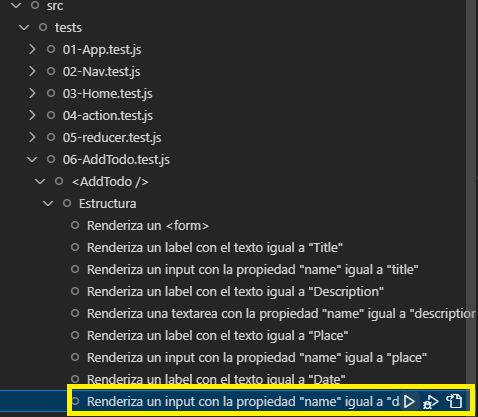 src
tests
01-App.test.js
02-Nav.test.js
03-Home.test.js
04-action.test.js
05-reducer.test.js
06-AddTodo.test.js
<AddTodo />
Estructura
Renderiza un <form>
Renderiza un label con el texto igual a "Title"
Renderiza un input con la propiedad "name" igual a "title"
Renderiza un label con el texto igual a "Description"
Renderiza una textarea con la propiedad "name" igual a "description
Renderiza un label con el texto igual a "Place"
Renderiza un input con la propiedad "name" igual a "place"
Renderiza un label con el texto igual a "Date"
Renderiza un input con la propiedad "name" igual a "d